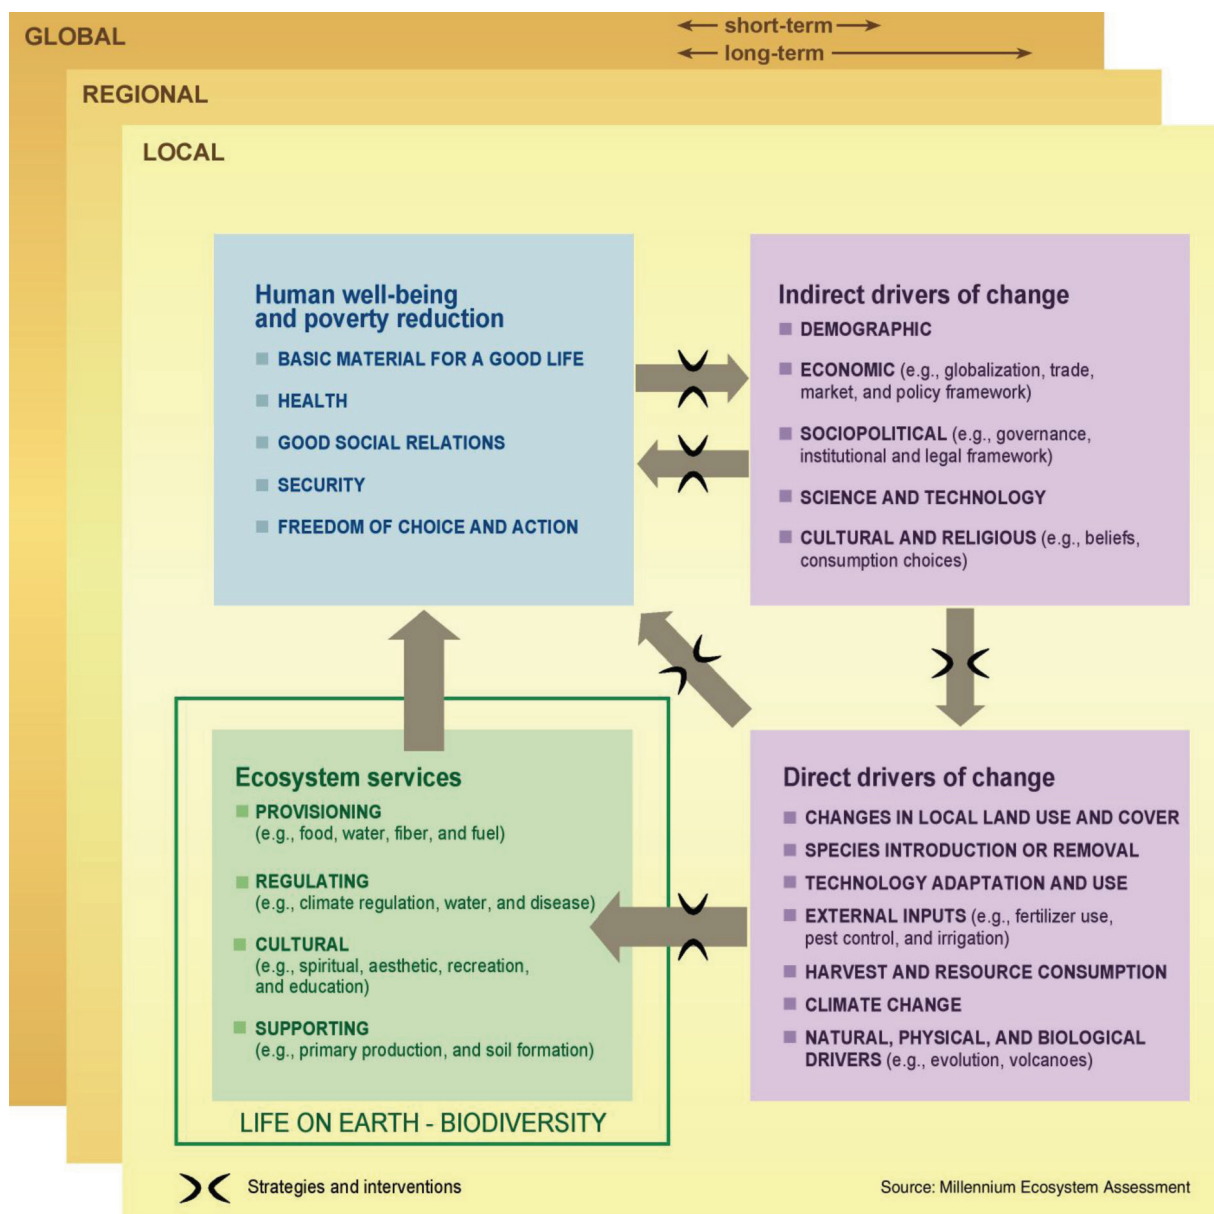 GLOBAL
short-term
long-term
REGIONAL
LOCAL
Human well-being
and poverty reduction
BASIC MATERIAL FOR A GOOD LIFE
HEALTH
GOOD SOCIAL RELATIONS
SECURITY
FREEDOM OF CHOICE AND ACTION
Indirect drivers of change
DEMOGRAPHIC
ECONOMIC (e.g., globalization, trade,
market, and policy framework)
SOCIOPOLITICAL (e.g., governance,
institutional and legal framework)
SCIENCE AND TECHNOLOGY
CULTURAL AND RELIGIOUS (e.g., beliefs,
consumption choices)
Ecosystem services
PROVISIONING
(e.g., food, water, fiber, and fuel)
REGULATING
(e.g., climate regulation, water, and disease)
CULTURAL
(e.g., spiritual, aesthetic, recreation,
and education)
SUPPORTING
(e.g., primary production, and soil formation)
LIFE ON EARTH - BIODIVERSITY
Direct drivers of change
CHANGES IN LOCAL LAND USE AND COVER
SPECIES INTRODUCTION OR REMOVAL
TECHNOLOGY ADAPTATION AND USE
EXTERNAL INPUTS (e.g., fertilizer use,
pest control, and irrigation)
HARVEST AND RESOURCE CONSUMPTION
CLIMATE CHANGE
NATURAL, PHYSICAL, AND BIOLOGICAL
DRIVERS (e.g., evolution, volcanoes)
Strategies and interventions
Source: Millennium Ecosystem Assessment